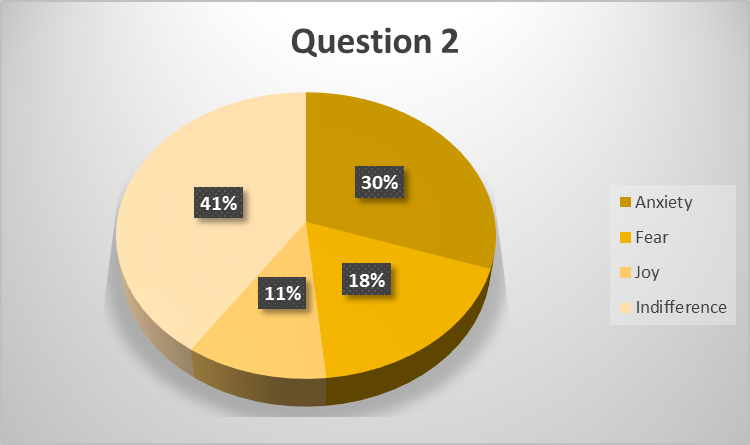 Question 2
30%
41%
18%
11%
Anxiety
Fear
Joy
Indifference